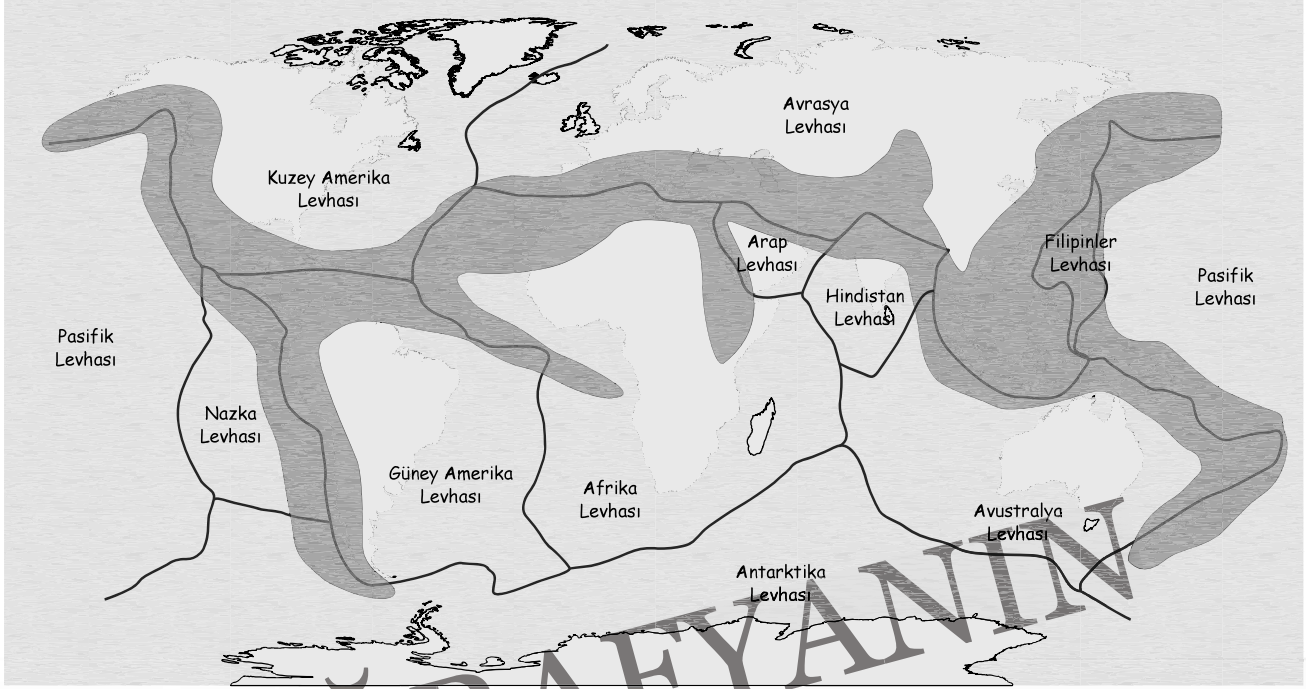 Avrasya
Levhası
Kuzey Amerika
Levhası
Arap
Levhası
Filipinler
Levhası
Pasifik
Levhası
Hindistan
Levhası
Pasifik
Levhası
Nazka
Levhası
Güney Amerika
Levhası
Afrika
Levhası
Avustralya
Levhası
Antarktika
Levhası
ĞRAFYANIN